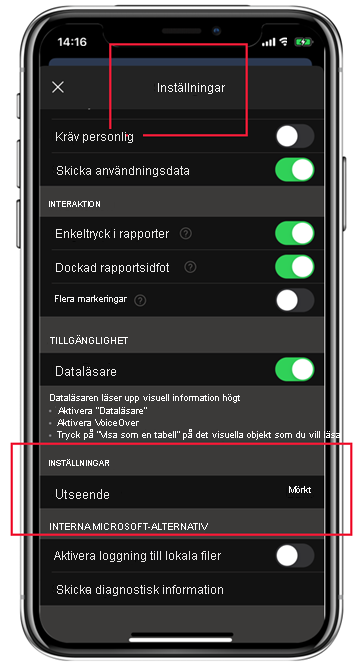 14:16
Inställningar
Kräv personlig
Skicka användningsdata
INTERAKTION
Enkeltryck i rapporter ?
Dockad rapportsidfot ?
Flera markeringar ?
TILLGÄNGLIGHET
Dataläsare
Dataläsaren läser upp visuell information högt
• Aktivera "Dataläsare"
• Aktivera VoiceOver
• Tryck på "Visa som en tabell" på det visuella objekt som du vill läsa
INSTÄLLNINGAR
Utseende Mörkt
INTERNA MICROSOFT-ALTERNATIV
Aktivera loggning till lokala filer
Skicka diagnostisk information